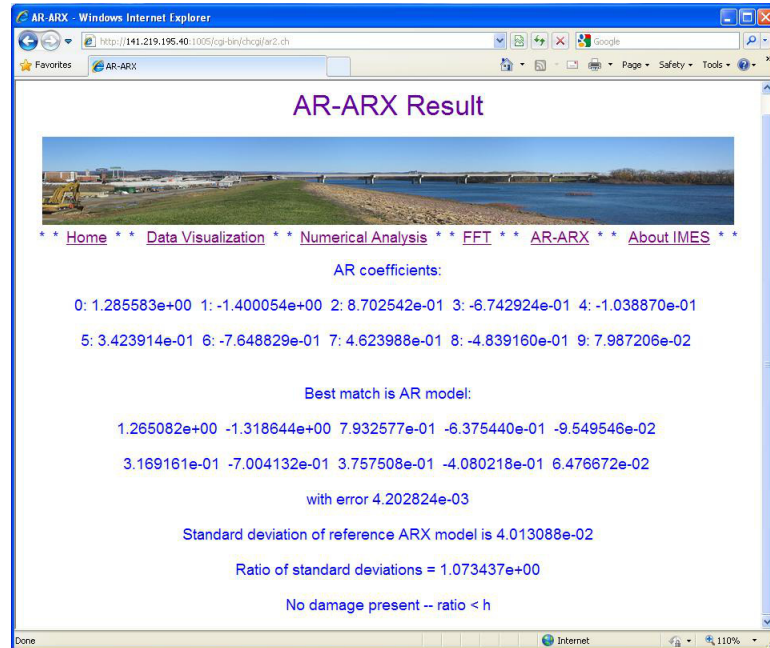 AR-ARX - Windows Internet Explorer
http://141.219.195.40:1005/cgi-bin/chcgi/ar2.ch
Google
Favorites AR-ARX Page Safety Tools
AR-ARX Result
* * Home * * Data Visualization * * Numerical Analysis * * FFT * * AR-ARX * * About IMES * *
AR coefficients:
0: 1.285583e+00 1: -1.400054e+00 2: 8.702542e-01 3: -6.742924e-01 4: -1.038870e-01
5: 3.423914e-01 6: -7.648829e-01 7: 4.623988e-01 8: -4.839160e-01 9: 7.987206e-02
Best match is AR model:
1.265082e+00 -1.318644e+00 7.932577e-01 -6.375440e-01 -9.549546e-02
3.169161e-01 -7.004132e-01 3.757508e-01 -4.080218e-01 6.476672e-02
with error 4.202824e-03
Standard deviation of reference ARX model is 4.013088e-02
Ratio of standard deviations = 1.073437e+00
No damage present -- ratio < h
Done Internet 110%